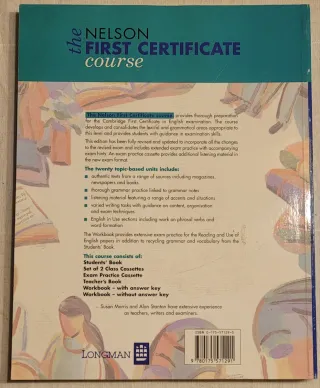 the NELSON
FIRST CERTIFICATE
course
The Nelson First Certificate course provides thorough preparation
for the Cambridge First Certificate in English examination. The course
develops and consolidates the lexical and grammatical areas appropriate to
this level and provides students with guidance in examination skills.
This edition has been fully revised and updated to incorporate all the changes
to the revised exam and includes extended exam practice with accompanying
exam hints. An exam practice cassette provides additional listening material in
the new exam format.
The twenty topic-based units include:
authentic texts from a range of sources including magazines,
newspapers and books
thorough grammar practice linked to grammar notes
listening material featuring a range of accents and situations
varied writing tasks with guidance on content, organisation
and exam techniques
English in Use sections including work on phrasal verbs and
word formation.
The Workbook provides extensive exam practice for the Reading and Use of
English papers in addition to recycling grammar and vocabulary from the
Students' Book.
This course consists of:
Students' Book
Set of 2 Class Cassettes
Exam Practice Cassette
Teacher's Book
Workbook – with answer key
Workbook – without answer key
Susan Morris and Alan Stanton have extensive experience
as teachers, writers and examiners.
LONGMAN
9 780175 571291